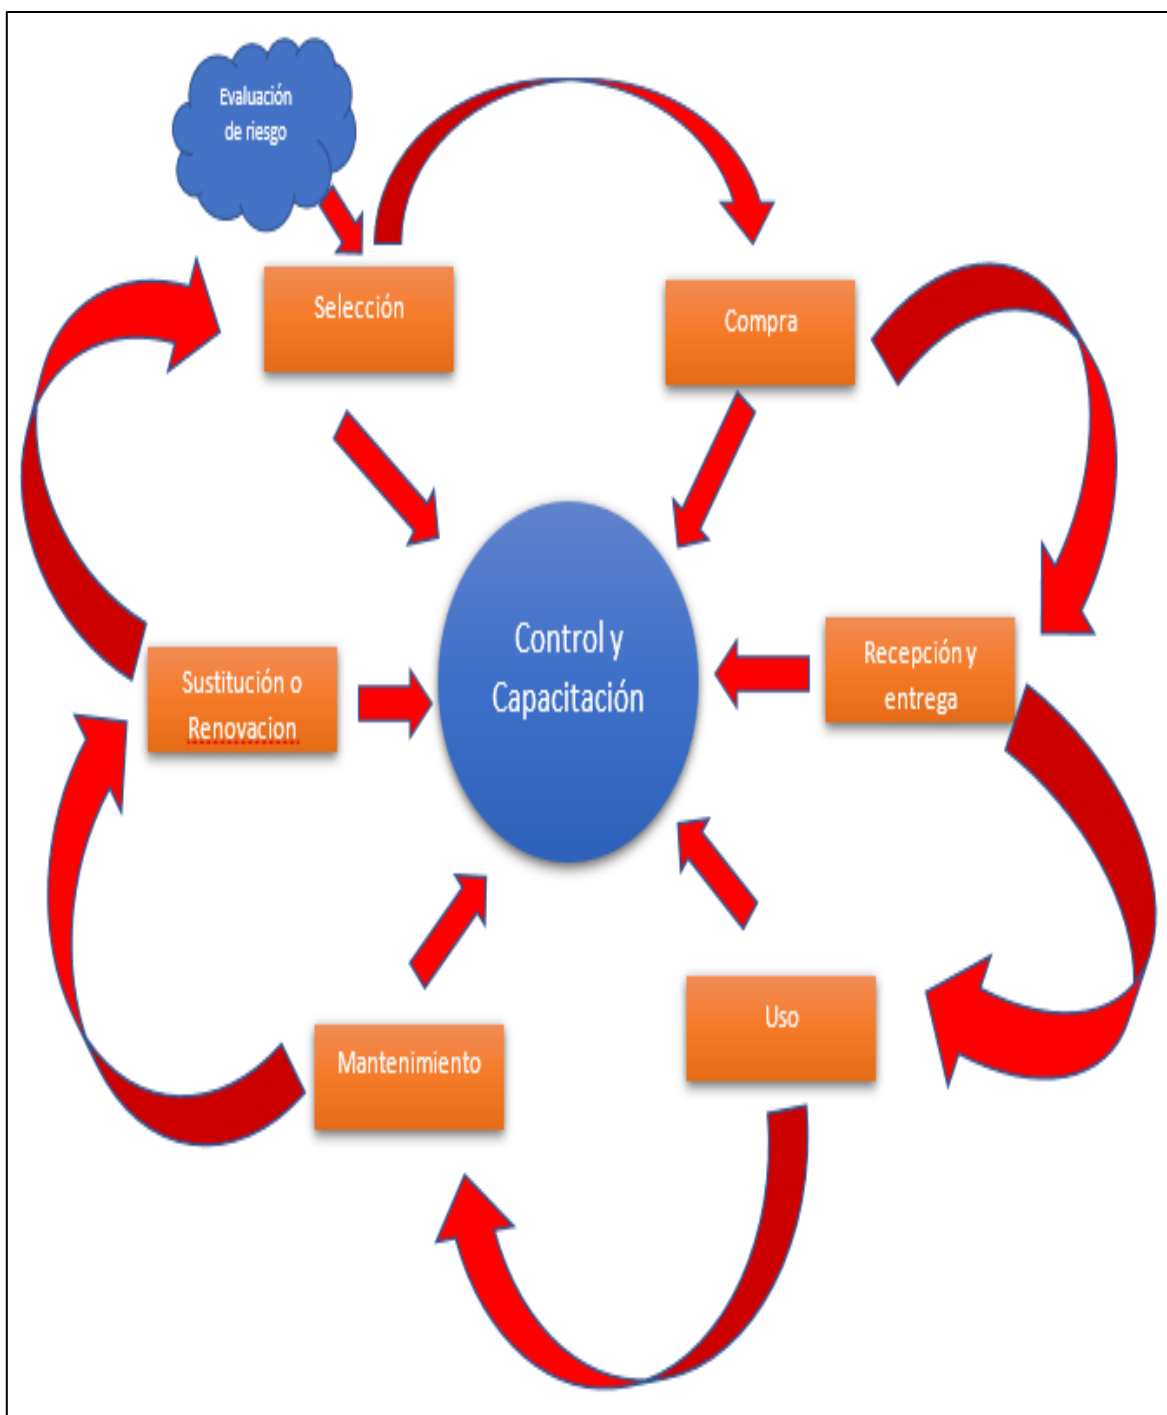 Evaluación
de riesgo
Selección
Compra
Control y
Capacitación
Recepción y
entrega
Sustitución o
Renovacion
Uso
Mantenimiento